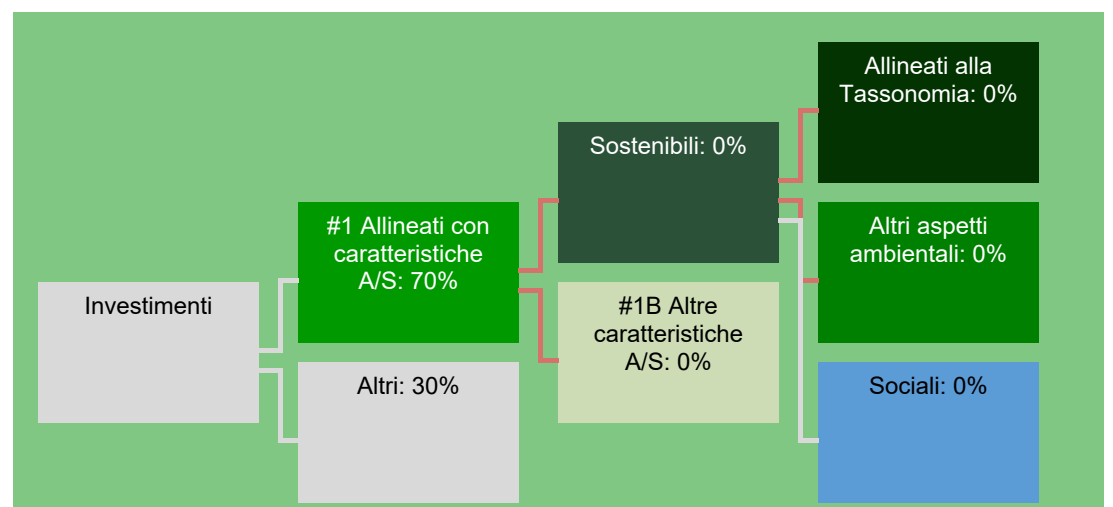 Investimenti
#1 Allineati con
caratteristiche
A/S: 70%
Altri: 30%
Sostenibili: 0%
#1B Altre
caratteristiche
A/S: 0%
Allineati alla
Tassonomia: 0%
Altri aspetti
ambientali: 0%
Sociali: 0%